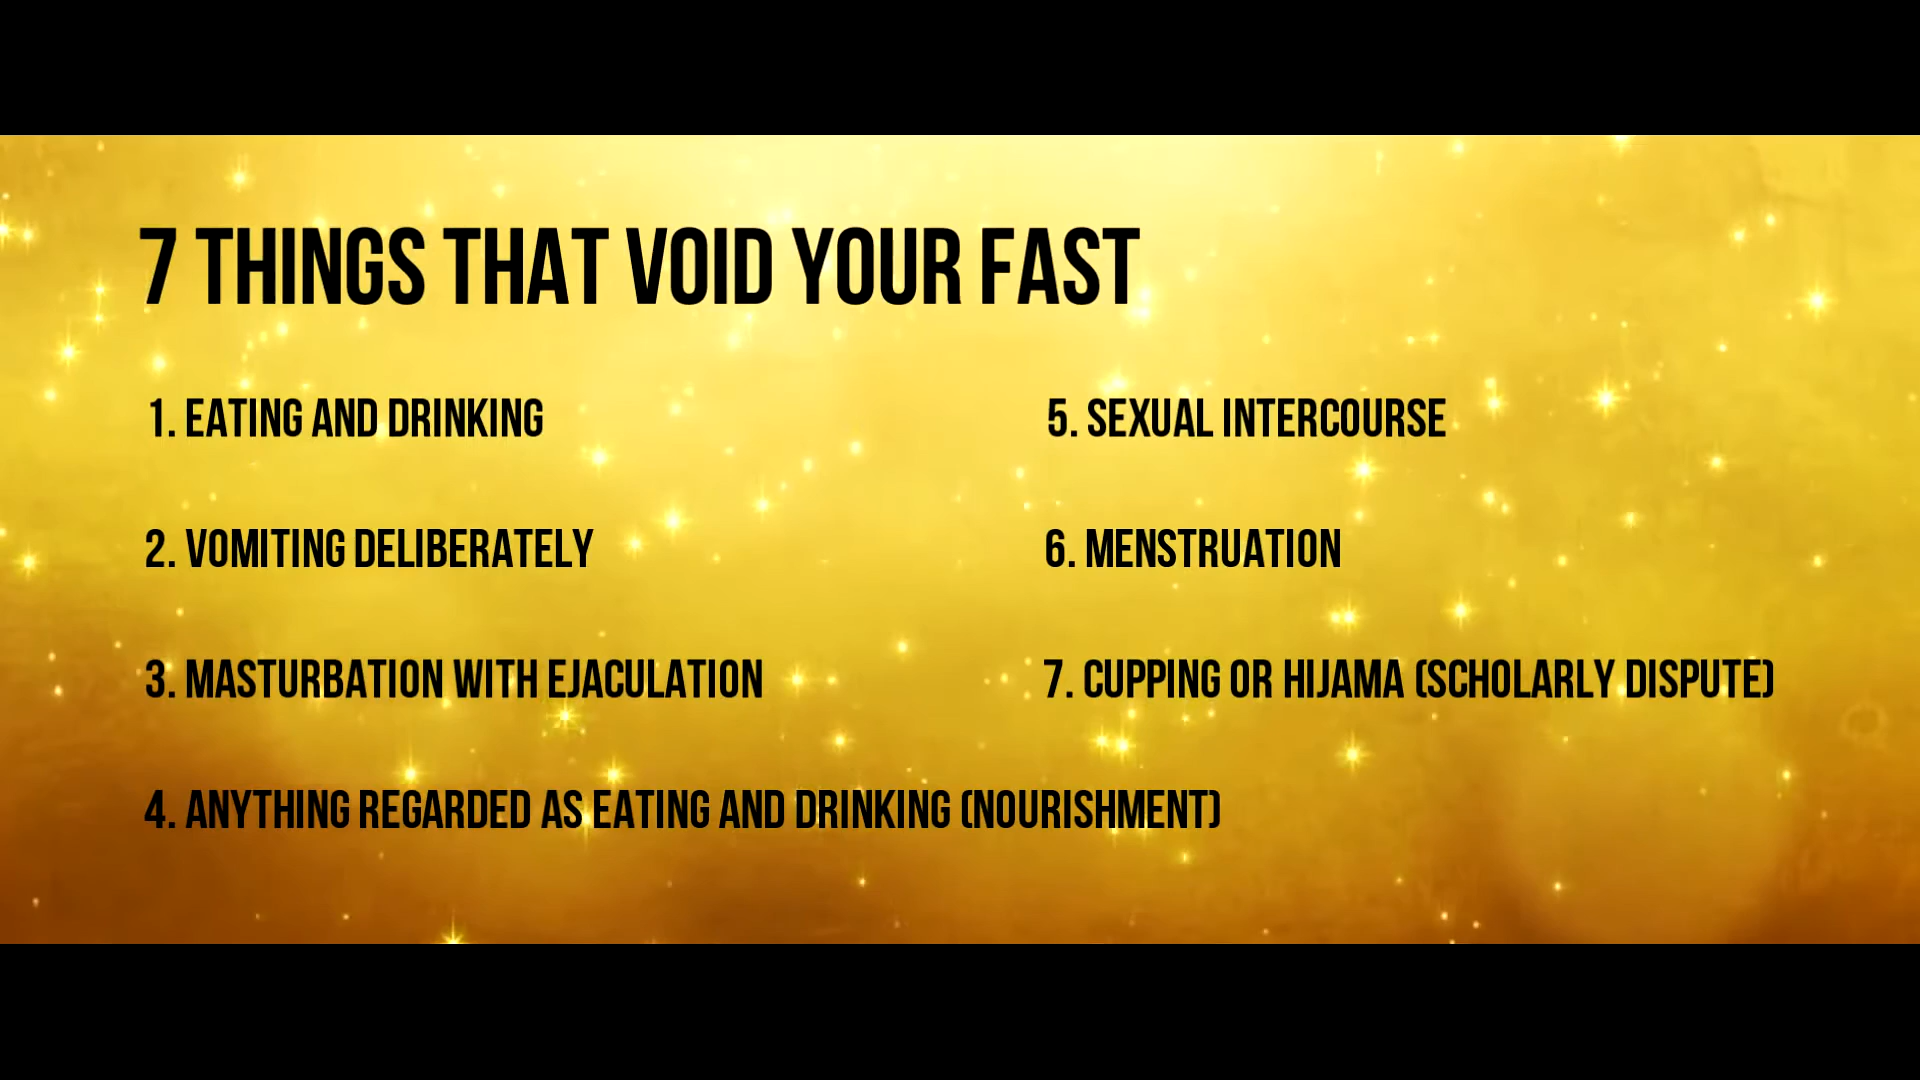 7 THINGS THAT VOID YOUR FAST
1. EATING AND DRINKING
2. VOMITING DELIBERATELY
3. MASTURBATION WITH EJACULATION
4. ANYTHING REGARDED AS EATING AND DRINKING (NOURISHMENT)
5. SEXUAL INTERCOURSE
6. MENSTRUATION
7. CUPPING OR HIJAMA (SCHOLARLY DISPUTE)